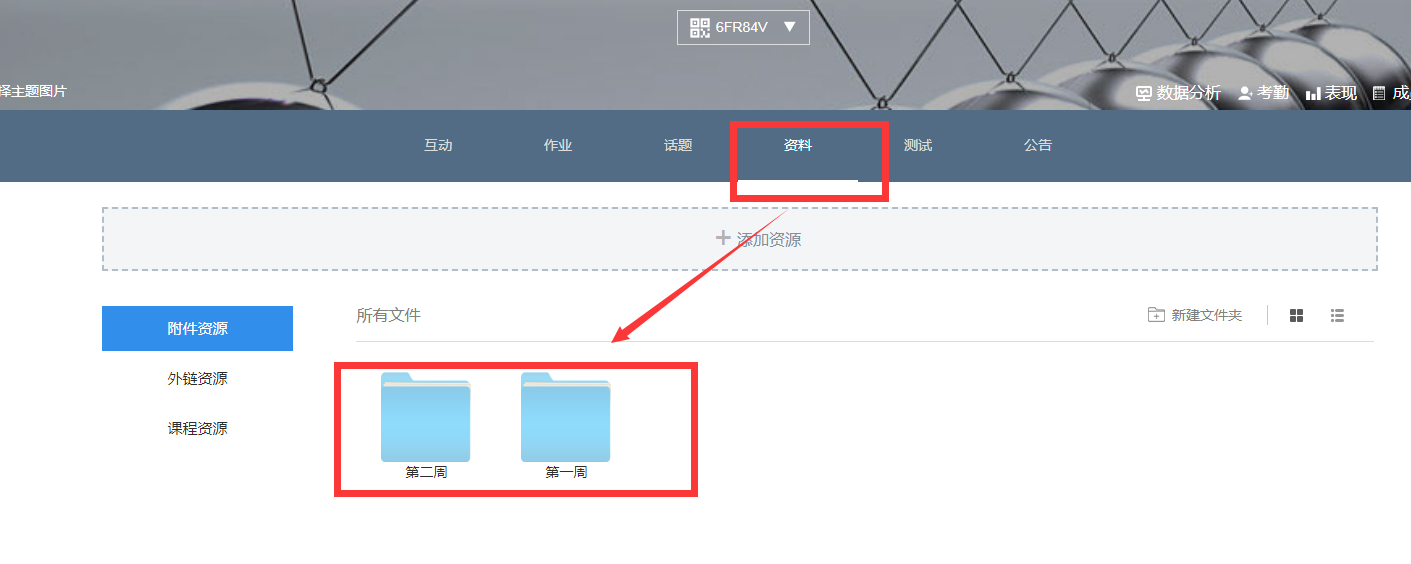 6FR84V
择主题图片
数据分析 考勤 表现 成
互动 作业 话题 资料 测试 公告
添加资源
附件资源
外链资源
课程资源
所有文件
新建文件夹
第二周 第一周